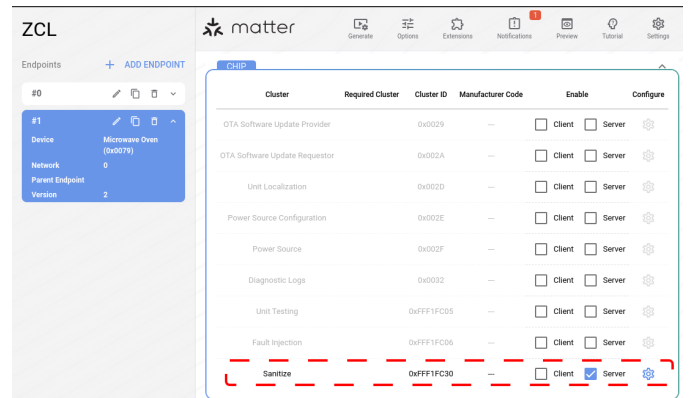 ZCL
matter
Generate
Options
Extensions
1
Notifications
Preview
Tutorial
Settings
Endpoints
+ ADD ENDPOINT
#0
#1
Device Microwave Oven (0x0079)
Network 0
Parent Endpoint
Version 2
CHIP
Cluster Required Cluster Cluster ID Manufacturer Code Enable Configure
OTA Software Update Provider 0x0029 --- Client Server
OTA Software Update Requestor 0x002A --- Client Server
Unit Localization 0x002D --- Client Server
Power Source Configuration 0x002E --- Client Server
Power Source 0x002F --- Client Server
Diagnostic Logs 0x0032 --- Client Server
Unit Testing 0xFFF1FC05 --- Client Server
Fault Injection 0xFFF1FC06 --- Client Server
Sanitize 0xFFF1FC30 --- Client Server